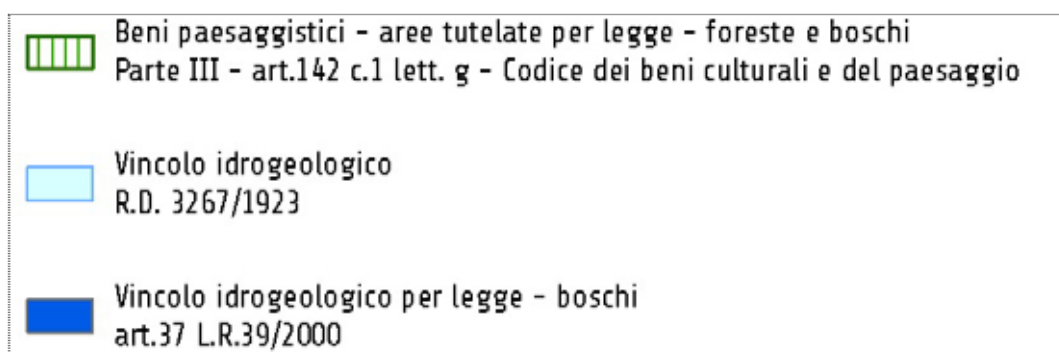 Beni paesaggistici - aree tutelate per legge - foreste e boschi
Parte III - art.142 c.1 lett. g - Codice dei beni culturali e del paesaggio
Vincolo idrogeologico
R.D. 3267/1923
Vincolo idrogeologico per legge - boschi
art.37 L.R.39/2000